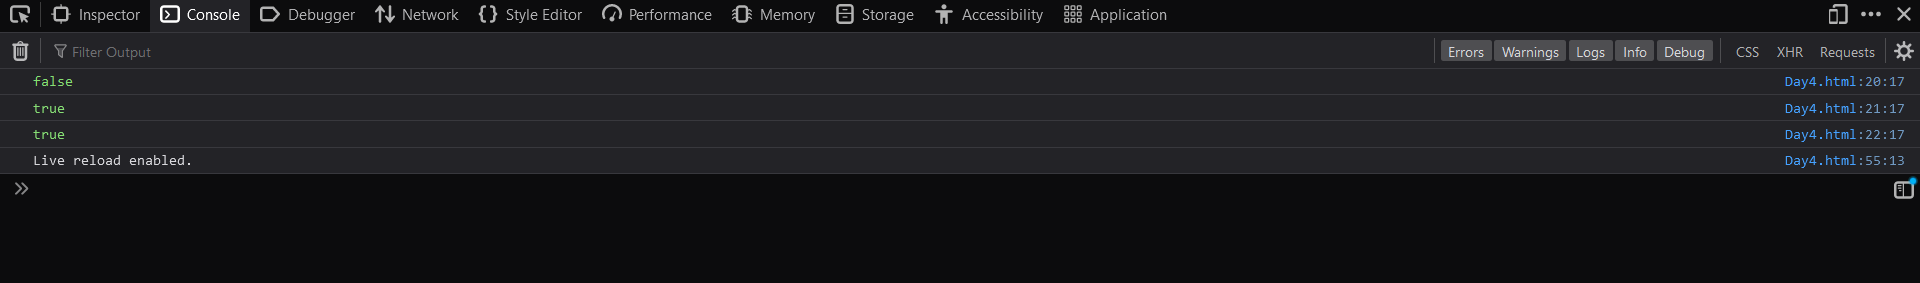 Inspector Console Debugger Network Style Editor Performance Memory Storage Accessibility Application
Filter Output Errors Warnings Logs Info Debug CSS XHR Requests
false Day4.html:20:17
true Day4.html:21:17
true Day4.html:22:17
Live reload enabled. Day4.html:55:13